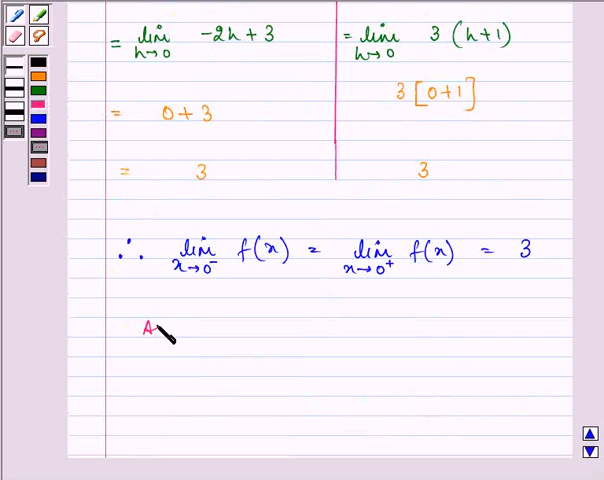 = lim h→0 -2h + 3
= lim h→0 3 (h+1)
3 [0+1]
= 0 + 3
= 3
3
∴ lim x→0⁻ f(x) = lim x→0⁺ f(x) = 3
A